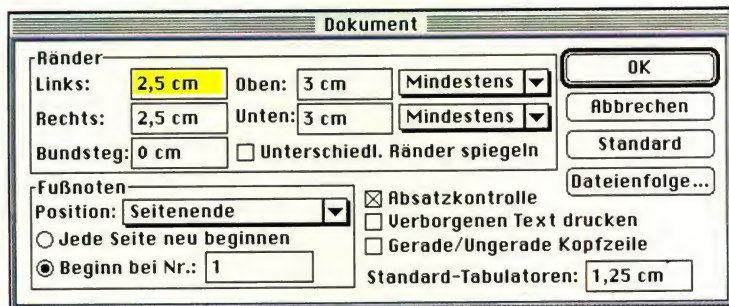 Dokument
Ränder
Links: 2,5 cm Oben: 3 cm Mindestens
Rechts: 2,5 cm Unten: 3 cm Mindestens
Bundsteg: 0 cm Unterschiedl. Ränder spiegeln
OK
Abbrechen
Standard
Dateienfolge...
Fußnoten
Position: Seitenende
Jede Seite neu beginnen
Beginn bei Nr.: 1
Absatzkontrolle
Verborgenen Text drucken
Gerade/Ungerade Kopfzeile
Standard-Tabulatoren: 1,25 cm